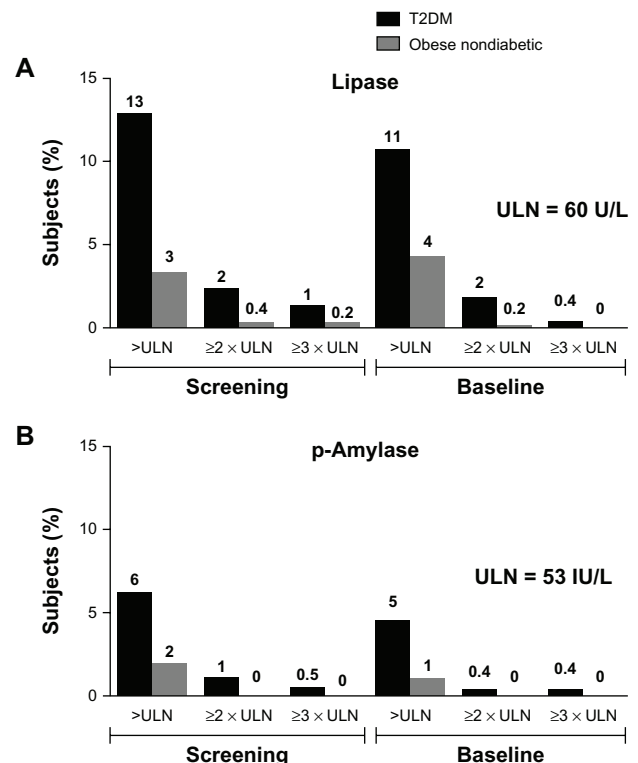 T2DM
Obese nondiabetic
A
Lipase
Subjects (%)
15
10
5
0
13
3
2
0.4
1
0.2
11
4
2
0.2
0.4
0
ULN = 60 U/L
>ULN
≥2 × ULN
≥3 × ULN
>ULN
≥2 × ULN
≥3 × ULN
Screening
Baseline
B
p-Amylase
Subjects (%)
15
10
5
0
6
2
1
0
0.5
0
5
1
0.4
0
0.4
0
ULN = 53 IU/L
>ULN
≥2 × ULN
≥3 × ULN
>ULN
≥2 × ULN
≥3 × ULN
Screening
Baseline